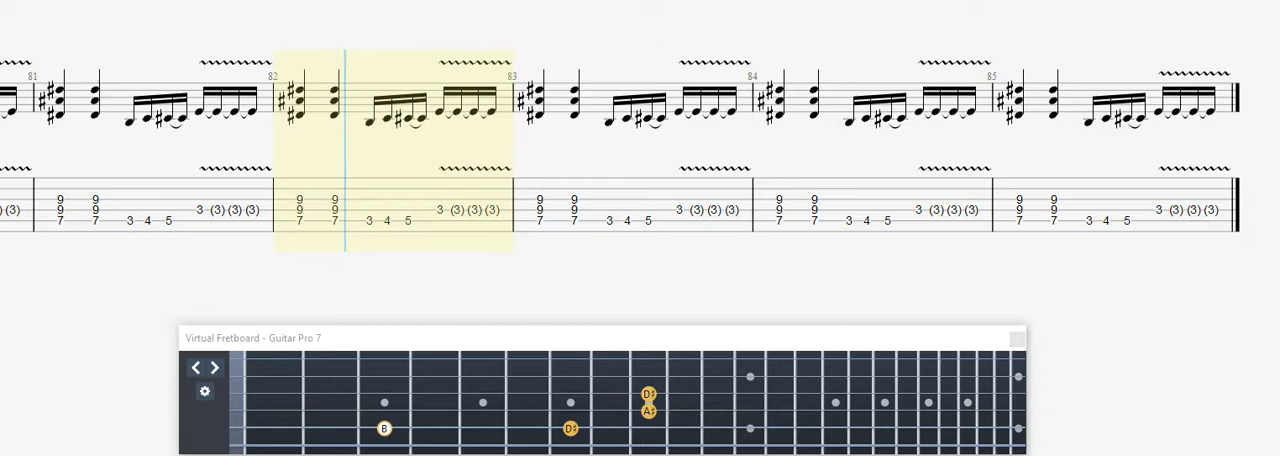 81 82 83 84 85
9 9 9 9 9 9 9 9 9 9
) (3) 9 9 3 (3) (3) (3) 9 9 3 (3) (3) (3) 9 9 3 (3) (3) (3) 9 9 3 (3) (3) (3) 9 9 3 (3) (3) (3)
7 7 3 4 5 7 7 3 4 5 7 7 3 4 5 7 7 3 4 5 7 7 3 4 5
Virtual Fretboard - Guitar Pro 7
D♯
A♯
B D♯